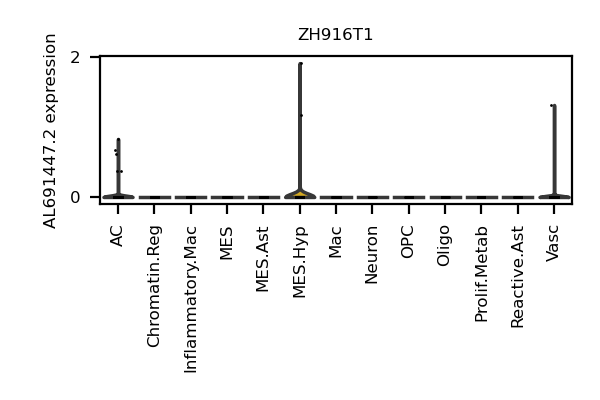 ZH916T1
AL691447.2 expression
2
0
AC
Chromatin.Reg
Inflammatory.Mac
MES
MES.Ast
MES.Hyp
Mac
Neuron
OPC
Oligo
Prolif.Metab
Reactive.Ast
Vasc